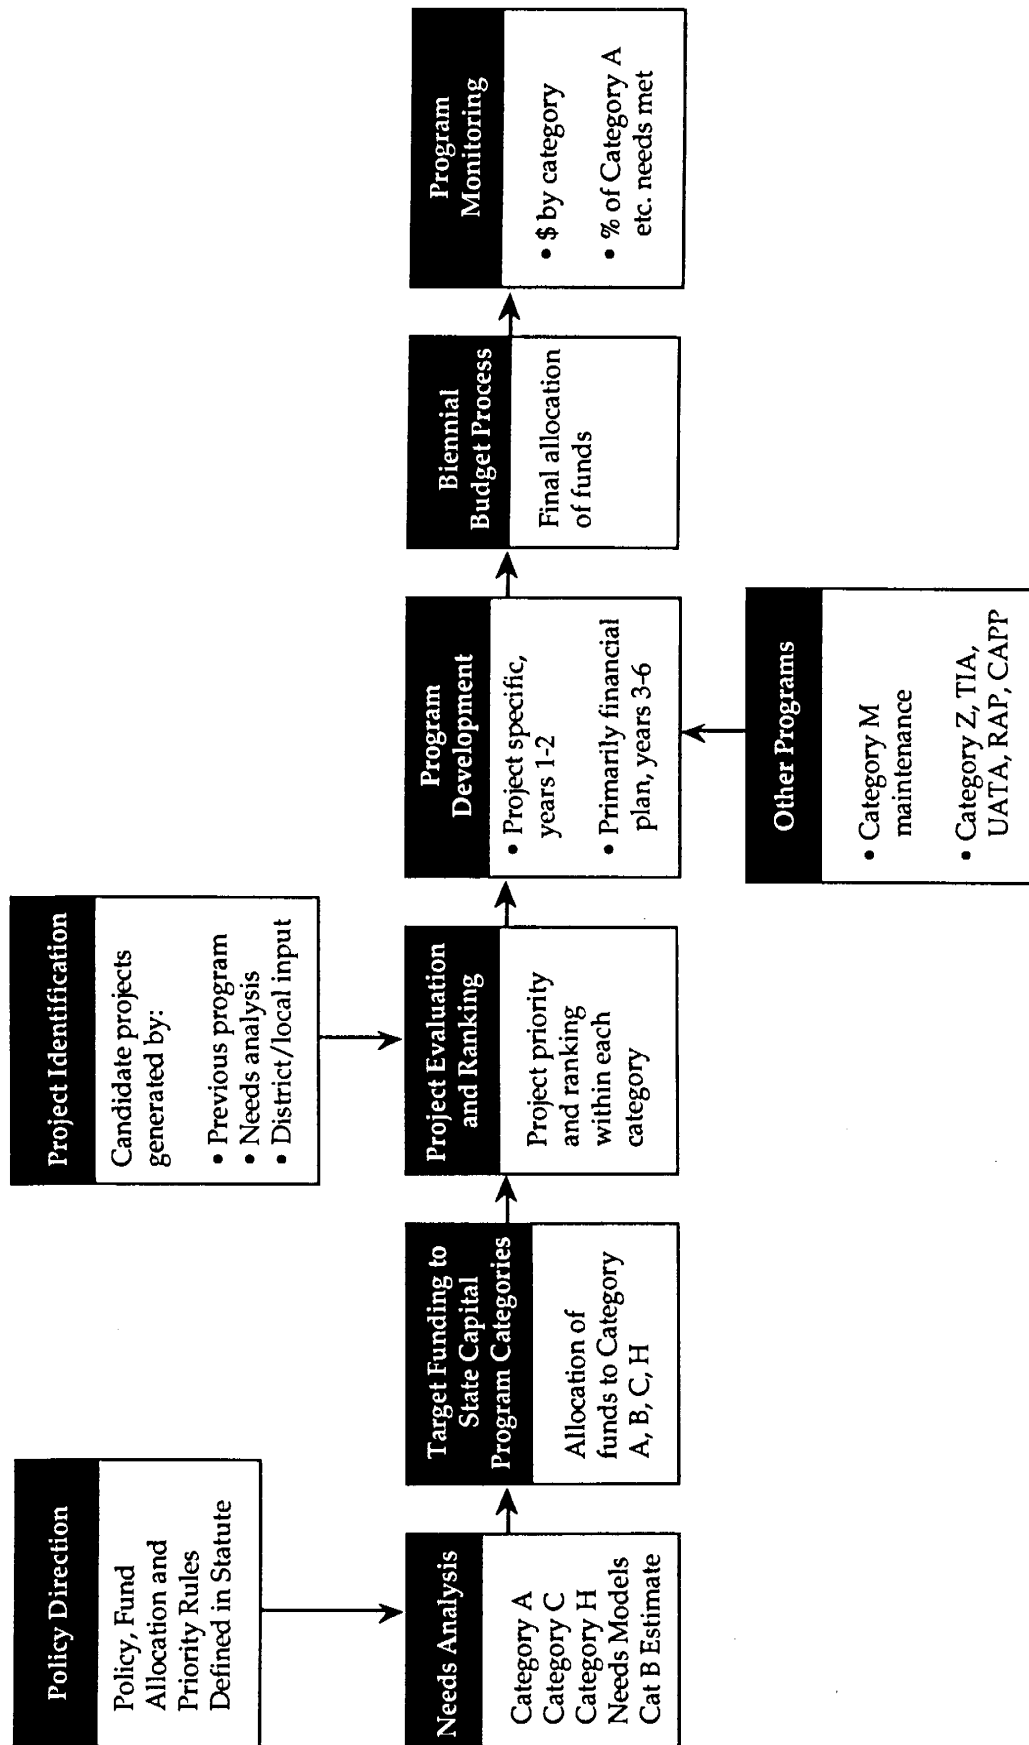 Policy Direction
Policy, Fund
Allocation and
Priority Rules
Defined in Statute
Project Identification
Candidate projects
generated by:
• Previous program
• Needs analysis
• District/local input
Needs Analysis
Category A
Category C
Category H
Needs Models
Cat B Estimate
Target Funding to
State Capital
Program Categories
Allocation of
funds to Category
A, B, C, H
Project Evaluation
and Ranking
Project priority
and ranking
within each
category
Program
Development
• Project specific,
years 1-2
• Primarily financial
plan, years 3-6
Biennial
Budget Process
Final allocation
of funds
Program
Monitoring
• $ by category
• % of Category A
etc. needs met
Other Programs
• Category M
maintenance
• Category Z, TIA,
UATA, RAP, CAPP